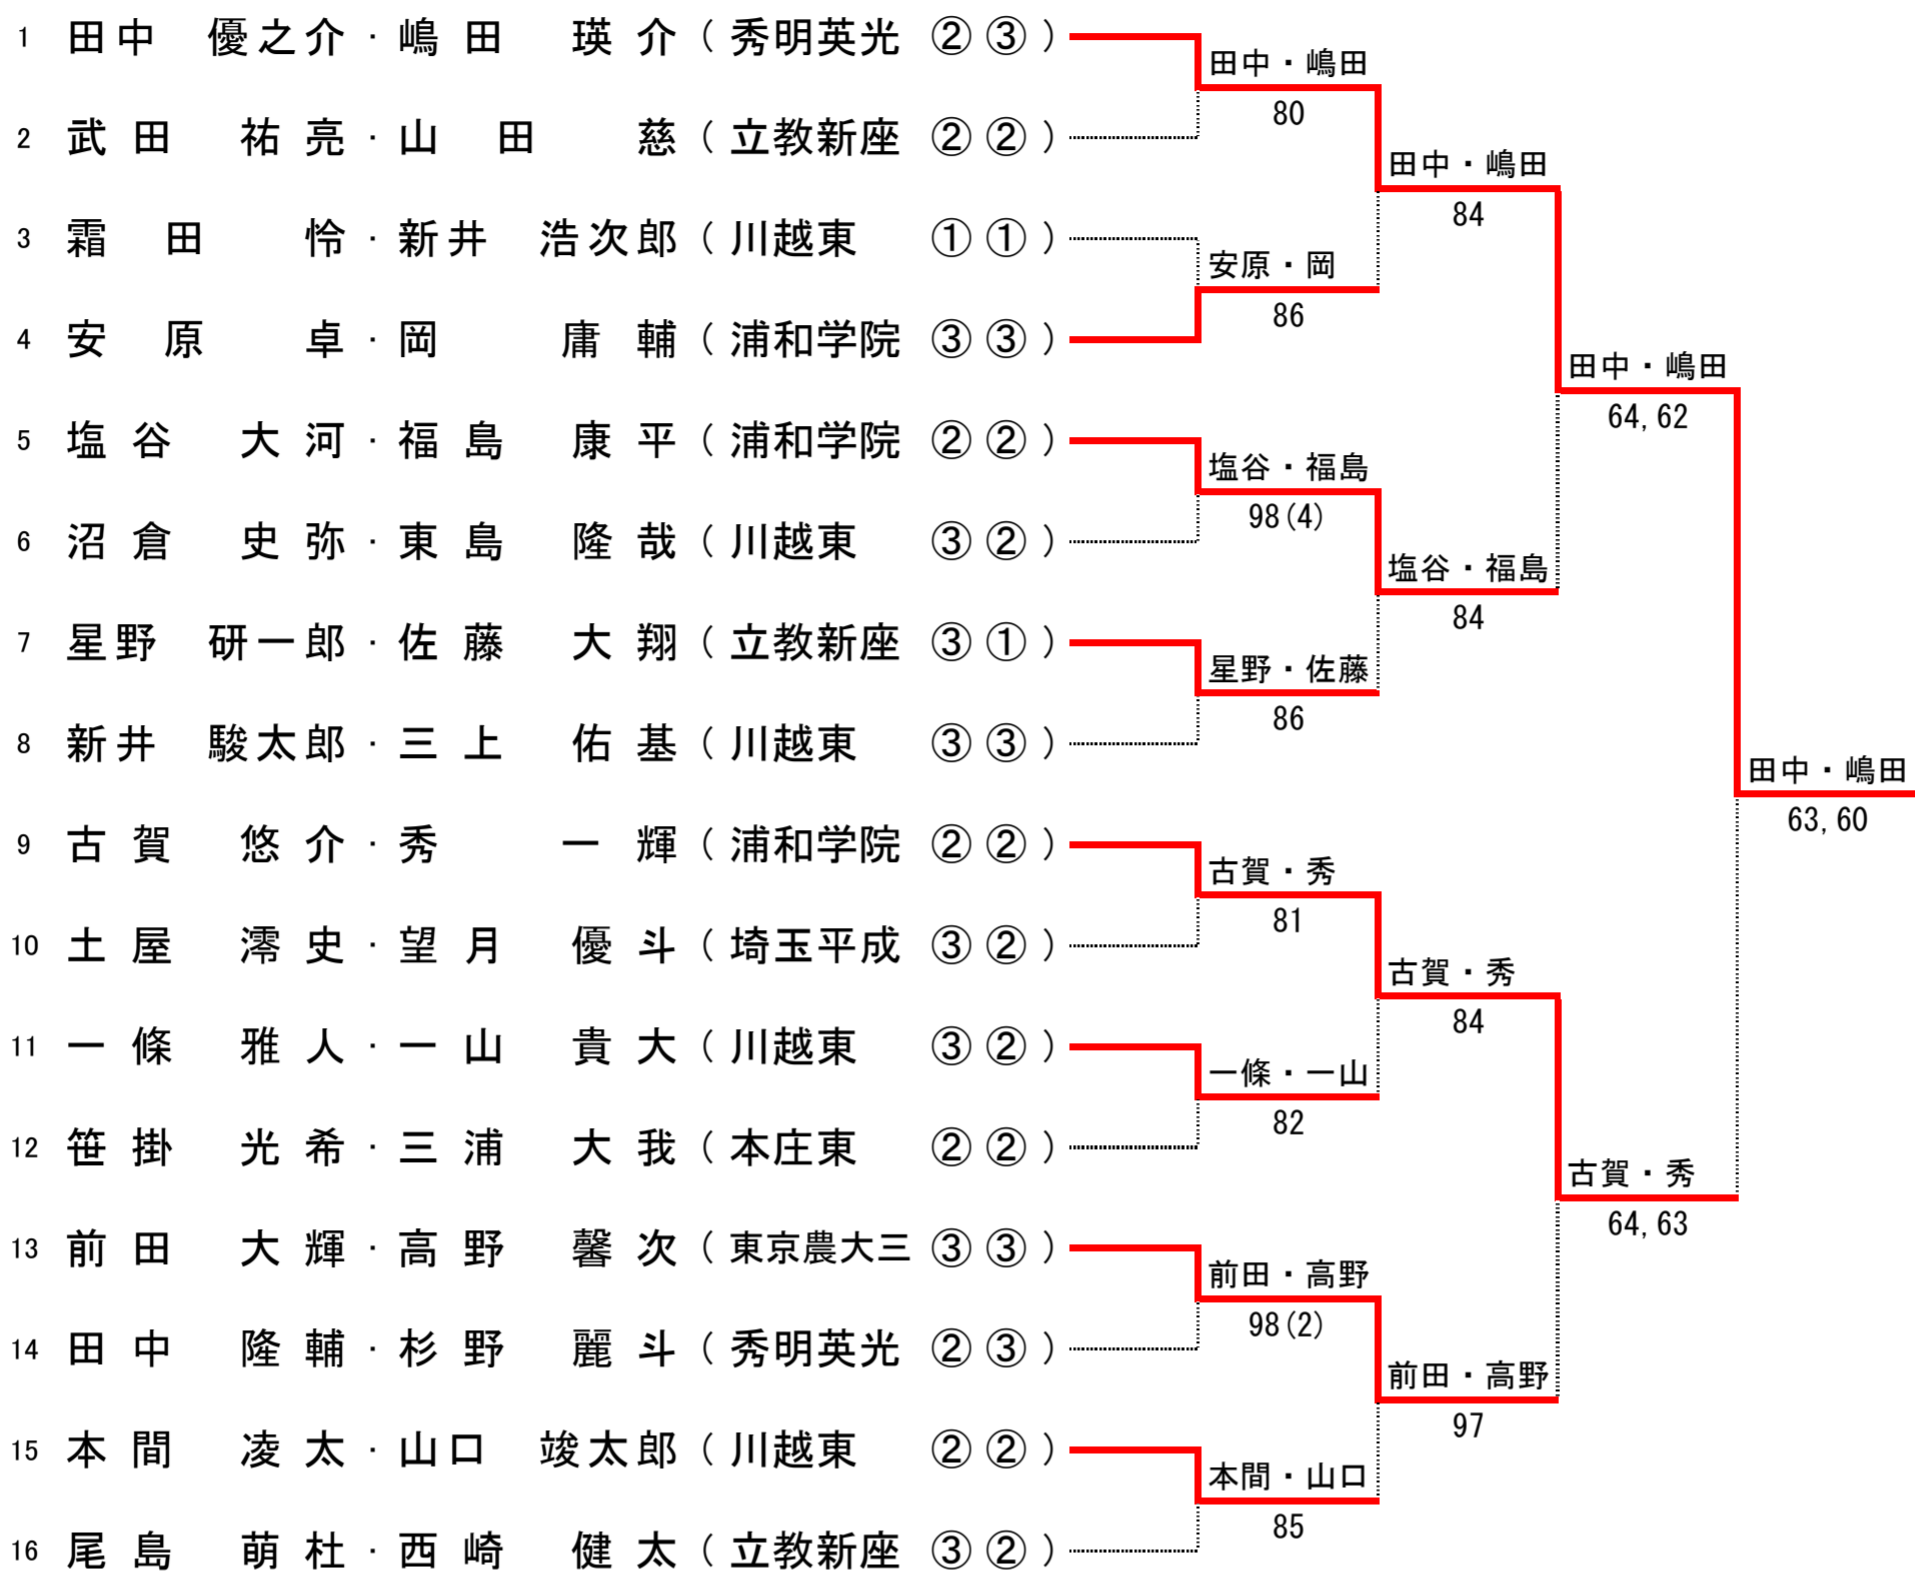 1 田中 優之介・嶋田 瑛介（秀明英光 ②③）
田中・嶋田
80
2 武田 祐亮・山田 慈（立教新座 ②②）
田中・嶋田
84
3 霜田 怜・新井 浩次郎（川越東 ①①）
安原・岡
86
4 安原 卓・岡 庸輔（浦和学院 ③③）
田中・嶋田
64,62
5 塩谷 大河・福島 康平（浦和学院 ②②）
塩谷・福島
98(4)
6 沼倉 史弥・東島 隆哉（川越東 ③②）
塩谷・福島
84
7 星野 研一郎・佐藤 大翔（立教新座 ③①）
星野・佐藤
86
8 新井 駿太郎・三上 佑基（川越東 ③③）
田中・嶋田
63,60
9 古賀 悠介・秀 一輝（浦和学院 ②②）
古賀・秀
81
10 土屋 澪史・望月 優斗（埼玉平成 ③②）
古賀・秀
84
11 一條 雅人・一山 貴大（川越東 ③②）
一條・一山
82
12 笹掛 光希・三浦 大我（本庄東 ②②）
古賀・秀
64,63
13 前田 大輝・高野 馨次（東京農大三 ③③）
前田・高野
98(2)
14 田中 隆輔・杉野 麗斗（秀明英光 ②③）
前田・高野
97
15 本間 凌太・山口 竣太郎（川越東 ②②）
本間・山口
85
16 尾島 萌杜・西崎 健太（立教新座 ③②）